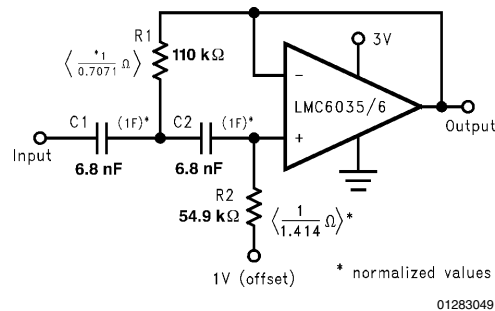 R1
110 kΩ
⟨ *1/0.7071 Ω⟩
3V
LMC6035/6
−
+
Output
C1
(1F)*
C2
(1F)*
Input
6.8 nF
6.8 nF
R2
54.9 kΩ
⟨ 1/1.414 Ω⟩*
1V (offset)
* normalized values
01283049